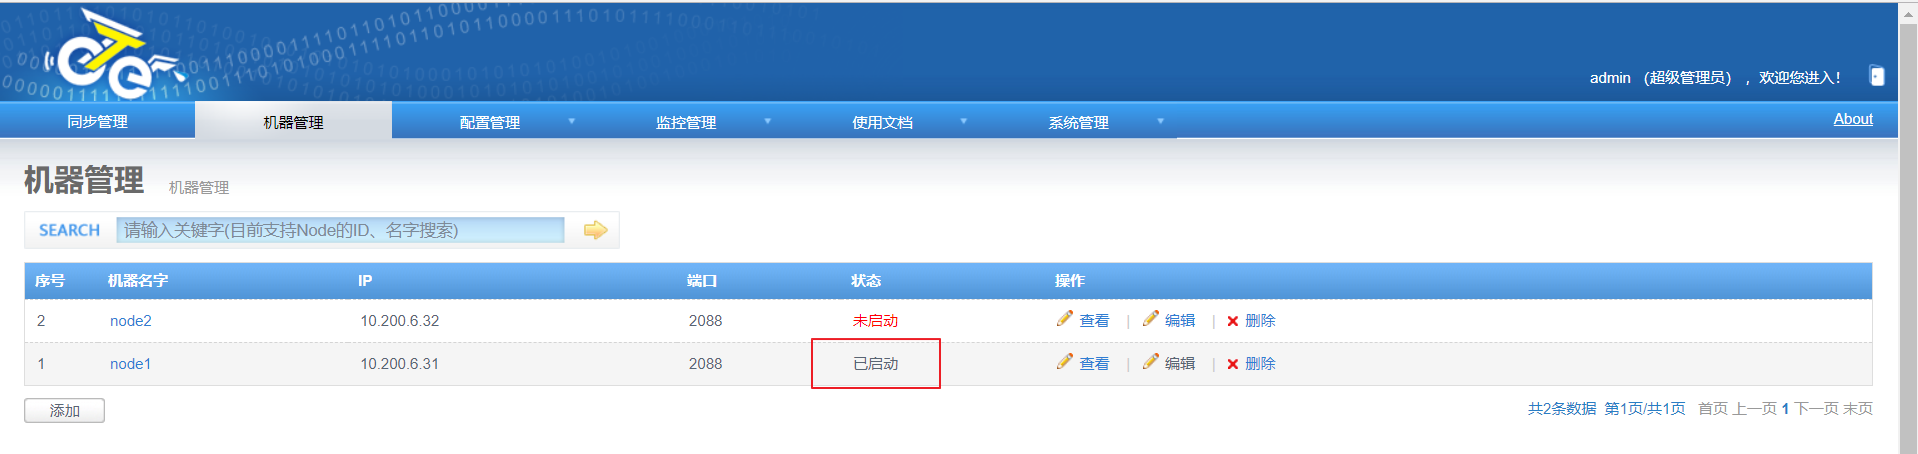 eTe
admin （超级管理员） ，欢迎您进入！
同步管理 机器管理 配置管理 监控管理 使用文档 系统管理 About
机器管理 机器管理
SEARCH 请输入关键字(目前支持Node的ID、名字搜索)
序号 机器名字 IP 端口 状态 操作
2 node2 10.200.6.32 2088 未启动 查看 | 编辑 | 删除
1 node1 10.200.6.31 2088 已启动 查看 | 编辑 | 删除
添加 共2条数据 第1页/共1页 首页 上一页 1 下一页 末页